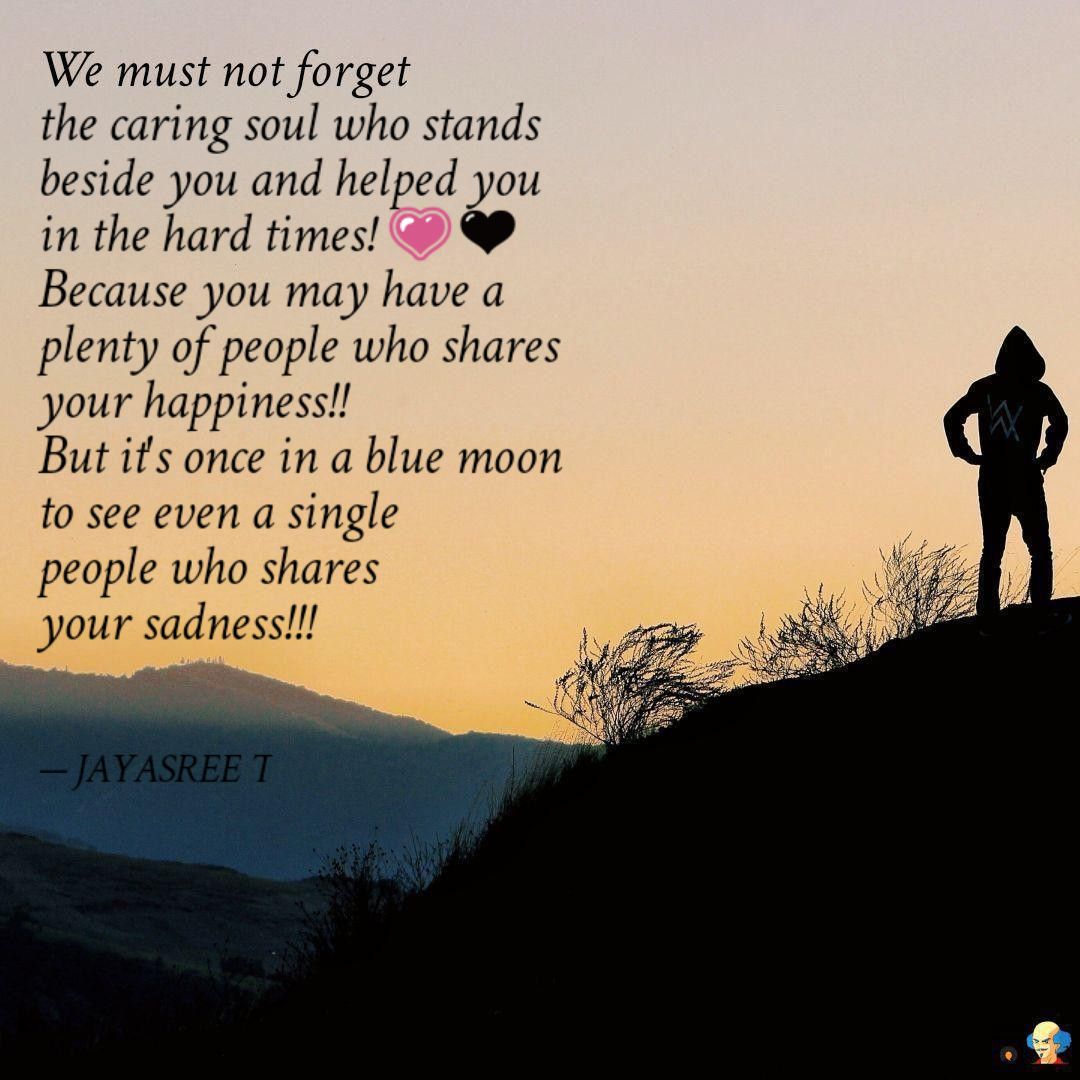 We must not forget
the caring soul who stands
beside you and helped you
in the hard times! 💗🖤
Because you may have a
plenty of people who shares
your happiness!!
But it's once in a blue moon
to see even a single
people who shares
your sadness!!!
— JAYASREE T